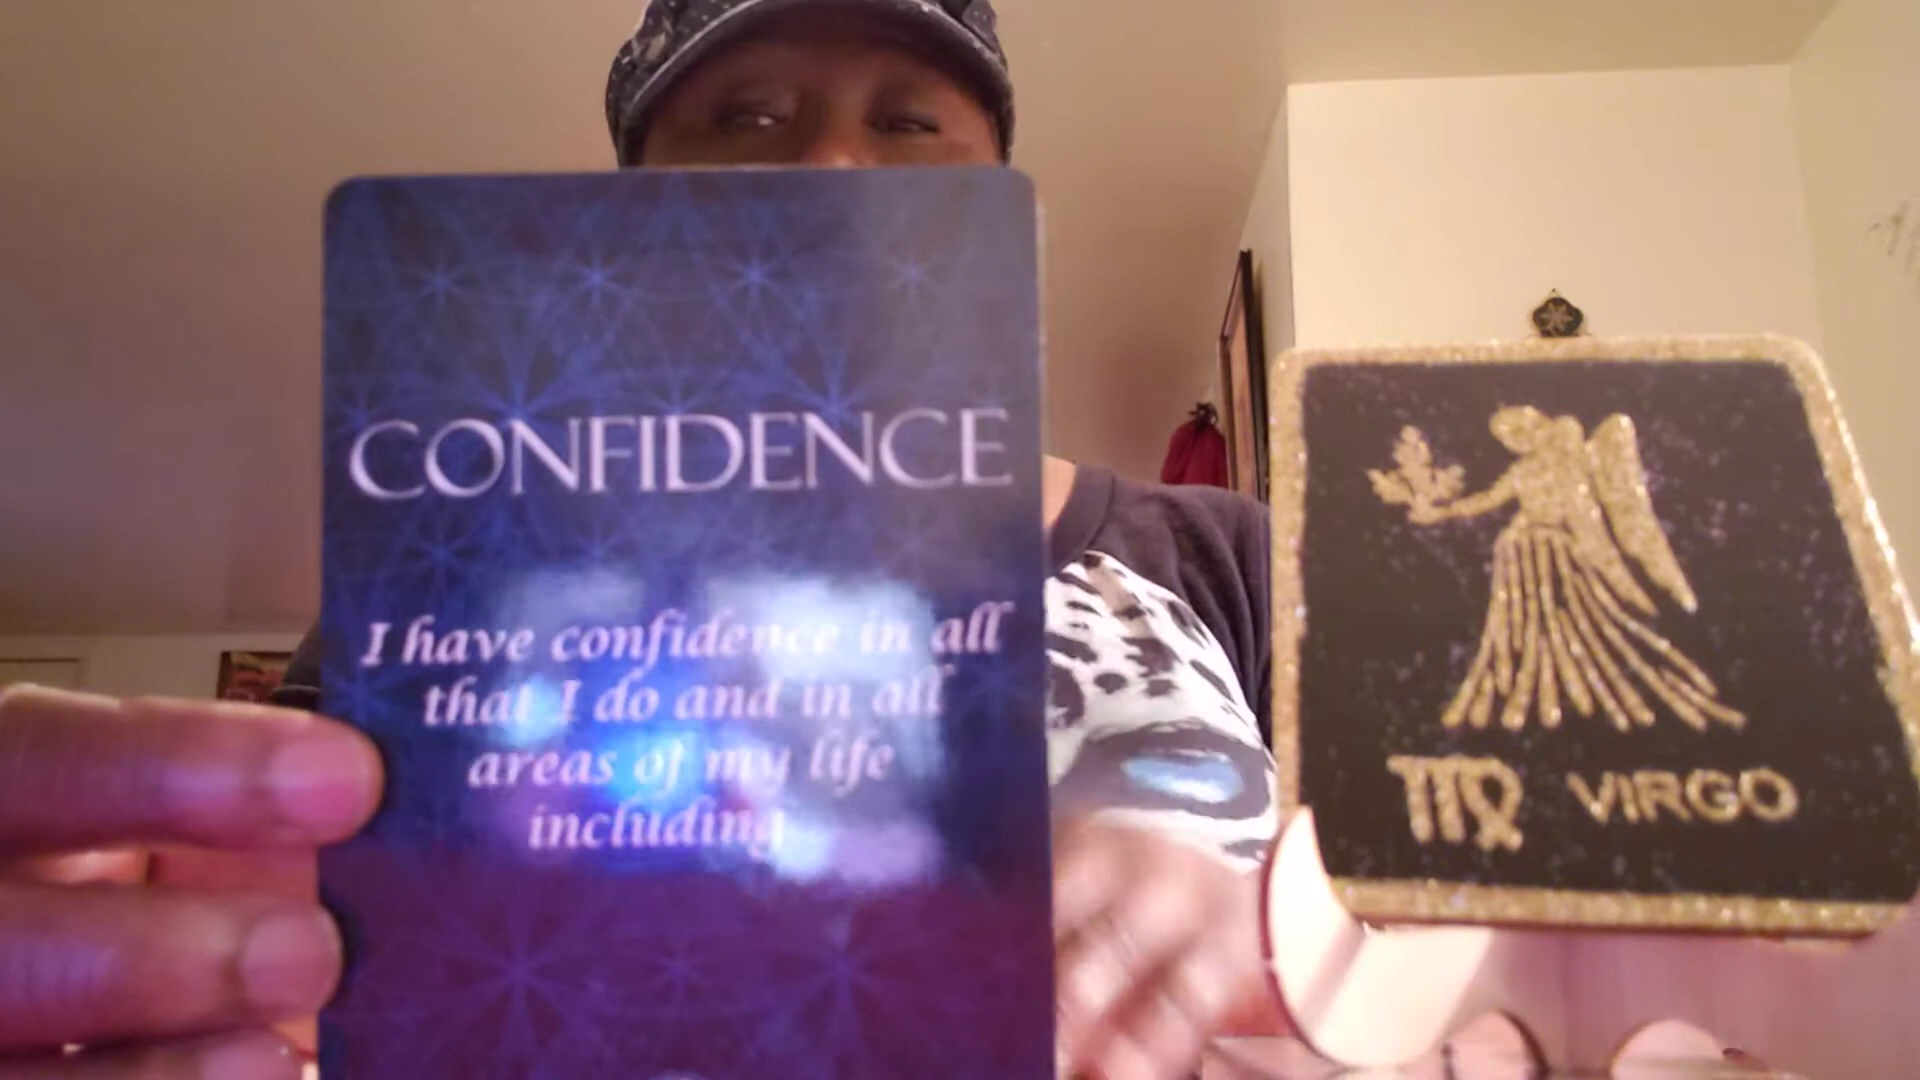 CONFIDENCE
I have confidence in all
that I do and in all
areas of my life
including
♍ VIRGO